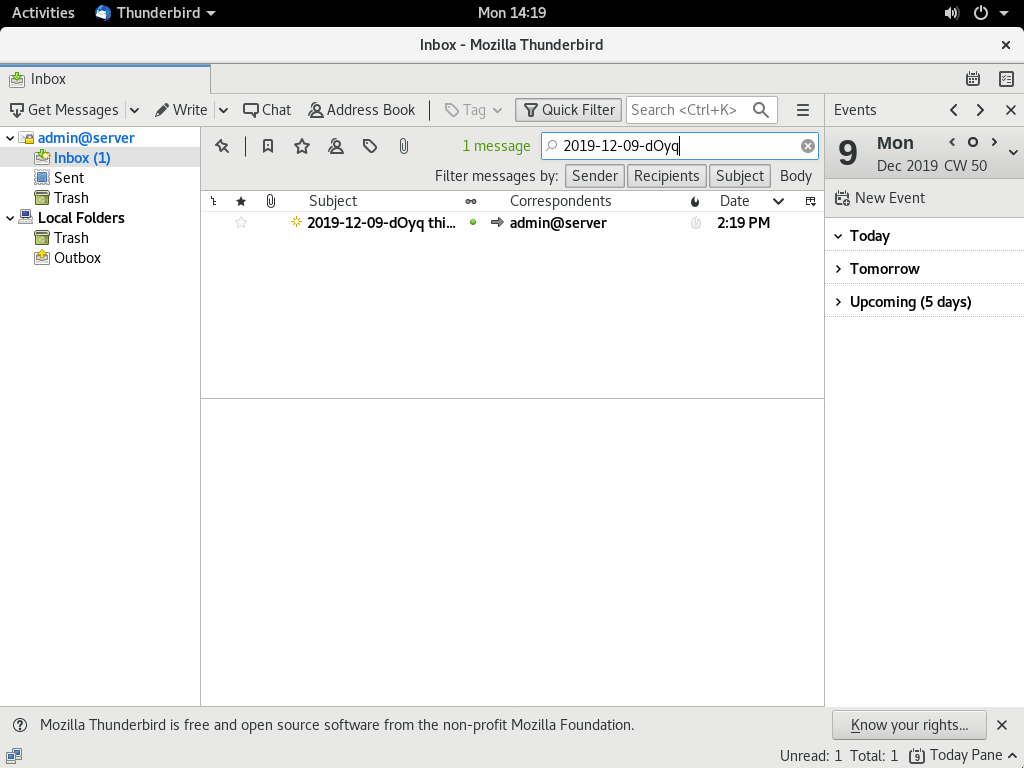 Activities Thunderbird Mon 14:19
Inbox - Mozilla Thunderbird
Inbox
Get Messages Write Chat Address Book Tag Quick Filter Search <Ctrl+K> Events
admin@server
Inbox (1)
Sent
Trash
Local Folders
Trash
Outbox
1 message 2019-12-09-dOyq
Filter messages by: Sender Recipients Subject Body
Subject Correspondents Date
2019-12-09-dOyq thi... admin@server 2:19 PM
9 Mon
Dec 2019 CW 50
New Event
Today
Tomorrow
Upcoming (5 days)
Mozilla Thunderbird is free and open source software from the non-profit Mozilla Foundation. Know your rights...
Unread: 1 Total: 1 9 Today Pane